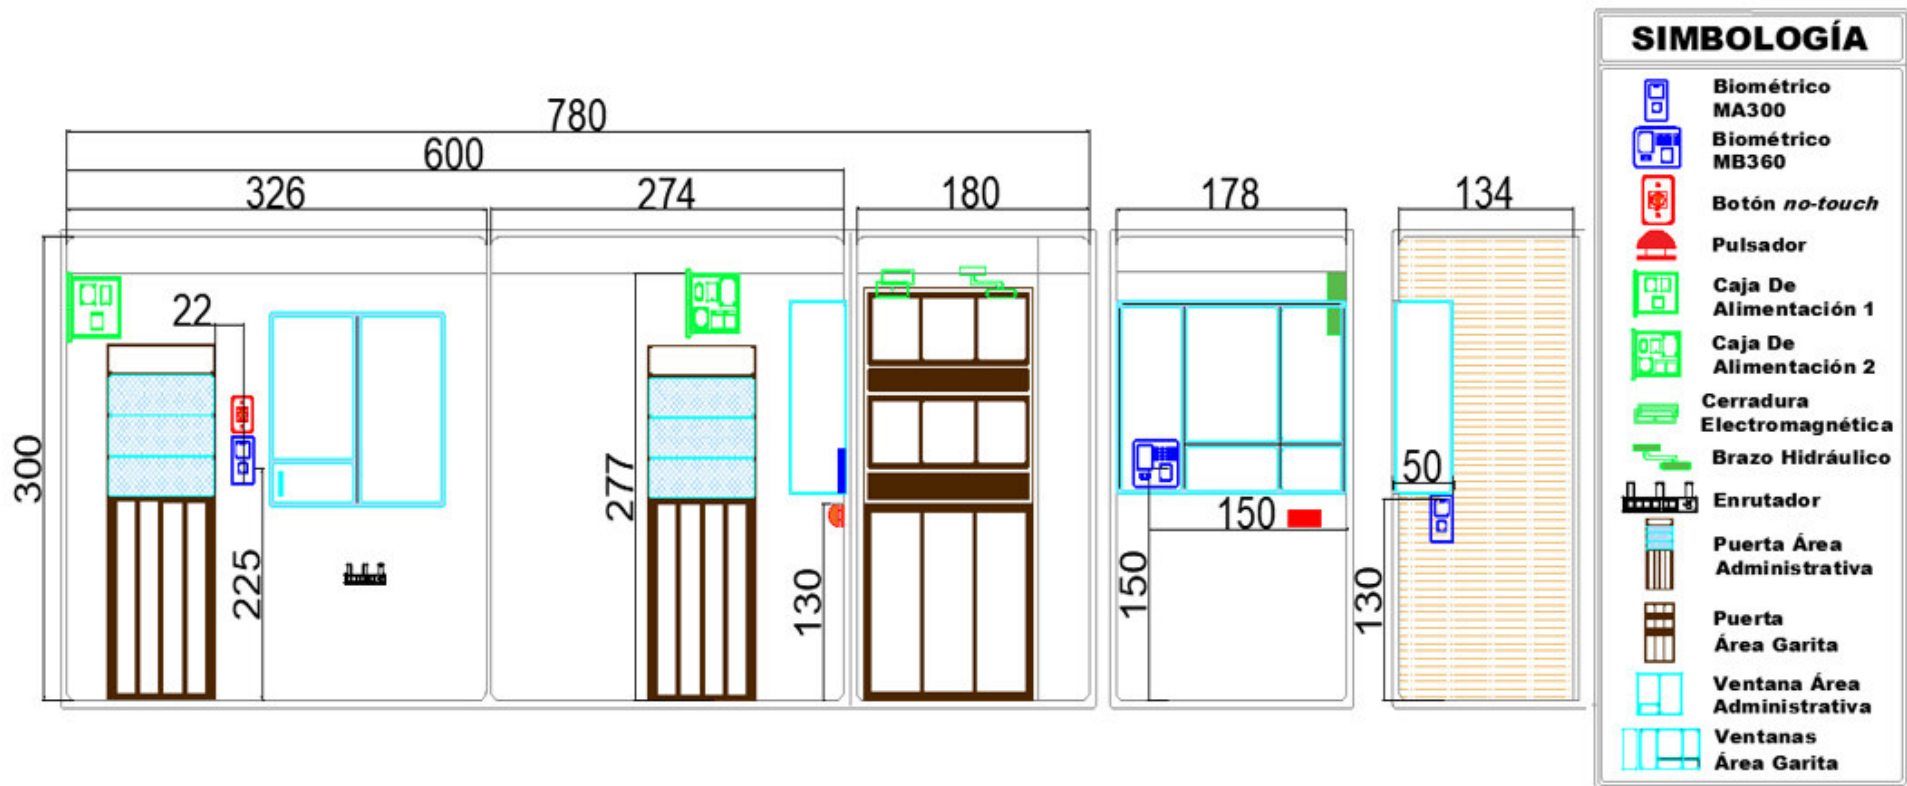 SIMBOLOGÍA
Biométrico
MA300
Biométrico
MB360
Botón no-touch
Pulsador
Caja De
Alimentación 1
Caja De
Alimentación 2
Cerradura
Electromagnética
Brazo Hidráulico
Enrutador
Puerta Área
Administrativa
Puerta
Área Garita
Ventana Área
Administrativa
Ventanas
Área Garita
780
600
326
274
180
178
134
22
300
225
277
130
150
150
50
130